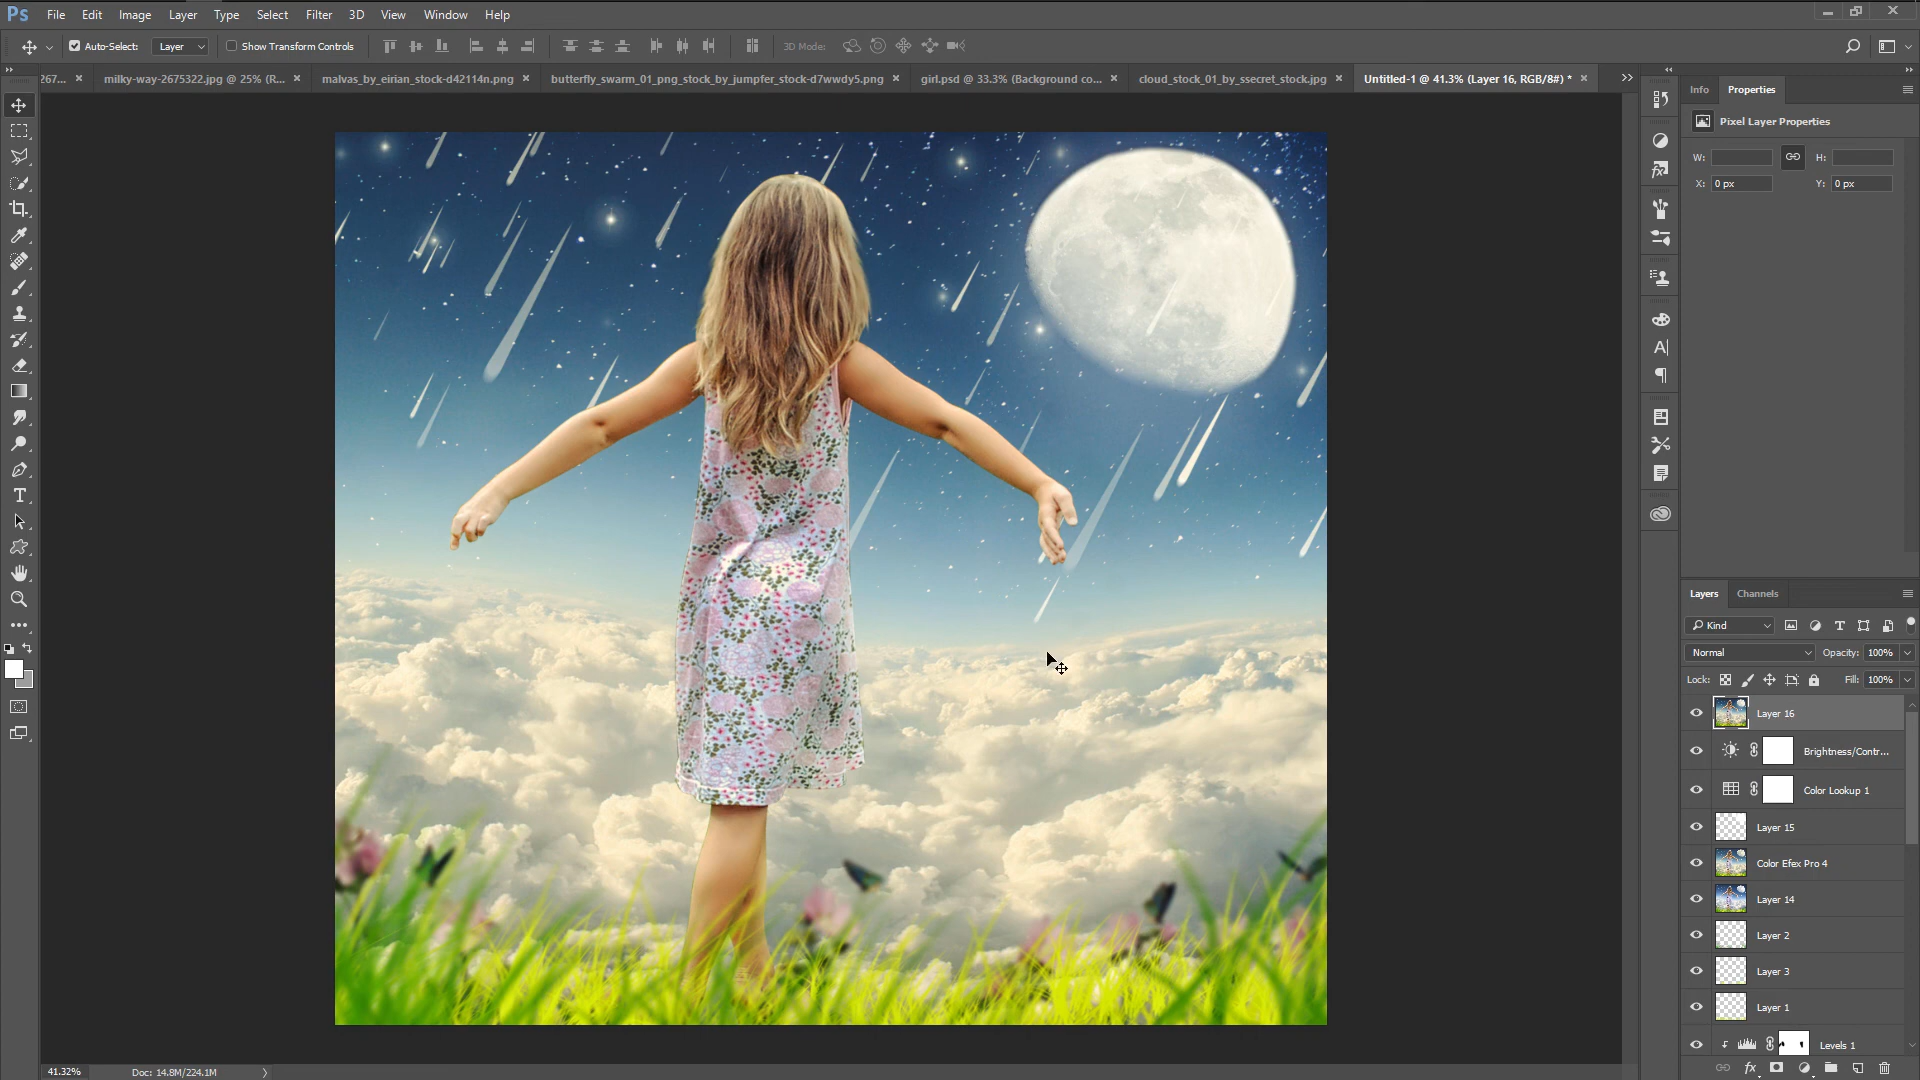 Ps File Edit Image Layer Type Select Filter 3D View Window Help
Auto-Select: Layer Show Transform Controls 3D Mode:
267... × milky-way-2675322.jpg @ 25% (R... × malvas_by_eirian_stock-d42114n.png × butterfly_swarm_01_png_stock_by_jumpfer_stock-d7wwdy5.png × girl.psd @ 33.3% (Background co... × cloud_stock_01_by_ssecret_stock.jpg × Untitled-1 @ 41.3% (Layer 16, RGB/8#) * ×
Info Properties
Pixel Layer Properties
W: H:
X: 0 px Y: 0 px
Layers Channels
Kind
Normal Opacity: 100%
Lock: Fill: 100%
Layer 16
Brightness/Contr...
Color Lookup 1
Layer 15
Color Efex Pro 4
Layer 14
Layer 2
Layer 3
Layer 1
Levels 1
41.32% Doc: 14.8M/224.1M